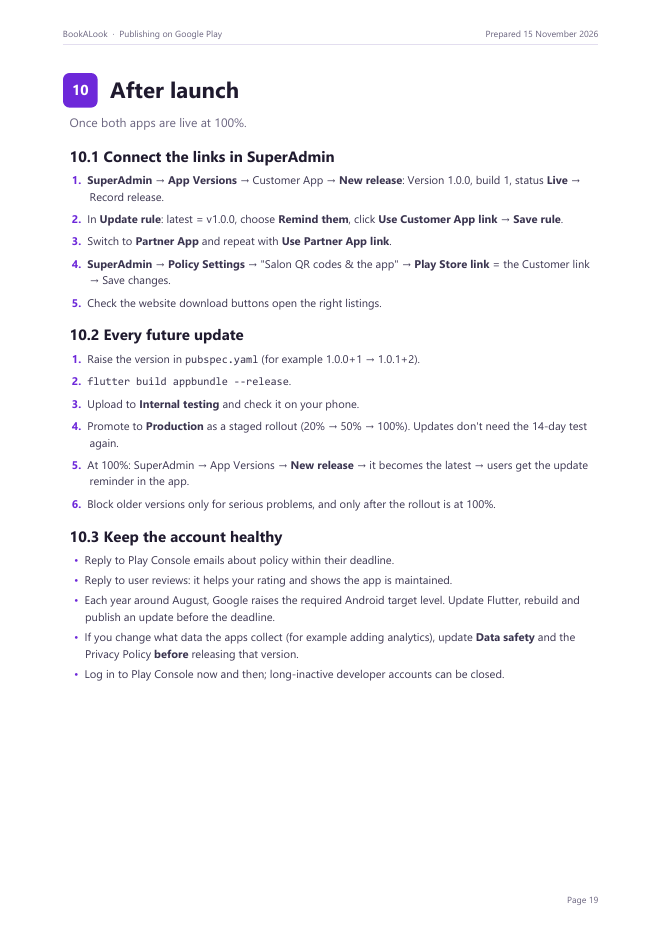 BookALook · Publishing on Google Play
Prepared 15 November 2026
10 After launch
Once both apps are live at 100%.
10.1 Connect the links in SuperAdmin
1. SuperAdmin → App Versions → Customer App → New release: Version 1.0.0, build 1, status Live →
Record release.
2. In Update rule: latest = v1.0.0, choose Remind them, click Use Customer App link → Save rule.
3. Switch to Partner App and repeat with Use Partner App link.
4. SuperAdmin → Policy Settings → "Salon QR codes & the app" → Play Store link = the Customer link
→ Save changes.
5. Check the website download buttons open the right listings.
10.2 Every future update
1. Raise the version in pubspec.yaml (for example 1.0.0+1 → 1.0.1+2).
2. flutter build appbundle --release.
3. Upload to Internal testing and check it on your phone.
4. Promote to Production as a staged rollout (20% → 50% → 100%). Updates don't need the 14-day test
again.
5. At 100%: SuperAdmin → App Versions → New release → it becomes the latest → users get the update
reminder in the app.
6. Block older versions only for serious problems, and only after the rollout is at 100%.
10.3 Keep the account healthy
• Reply to Play Console emails about policy within their deadline.
• Reply to user reviews: it helps your rating and shows the app is maintained.
• Each year around August, Google raises the required Android target level. Update Flutter, rebuild and
publish an update before the deadline.
• If you change what data the apps collect (for example adding analytics), update Data safety and the
Privacy Policy before releasing that version.
• Log in to Play Console now and then; long-inactive developer accounts can be closed.
Page 19